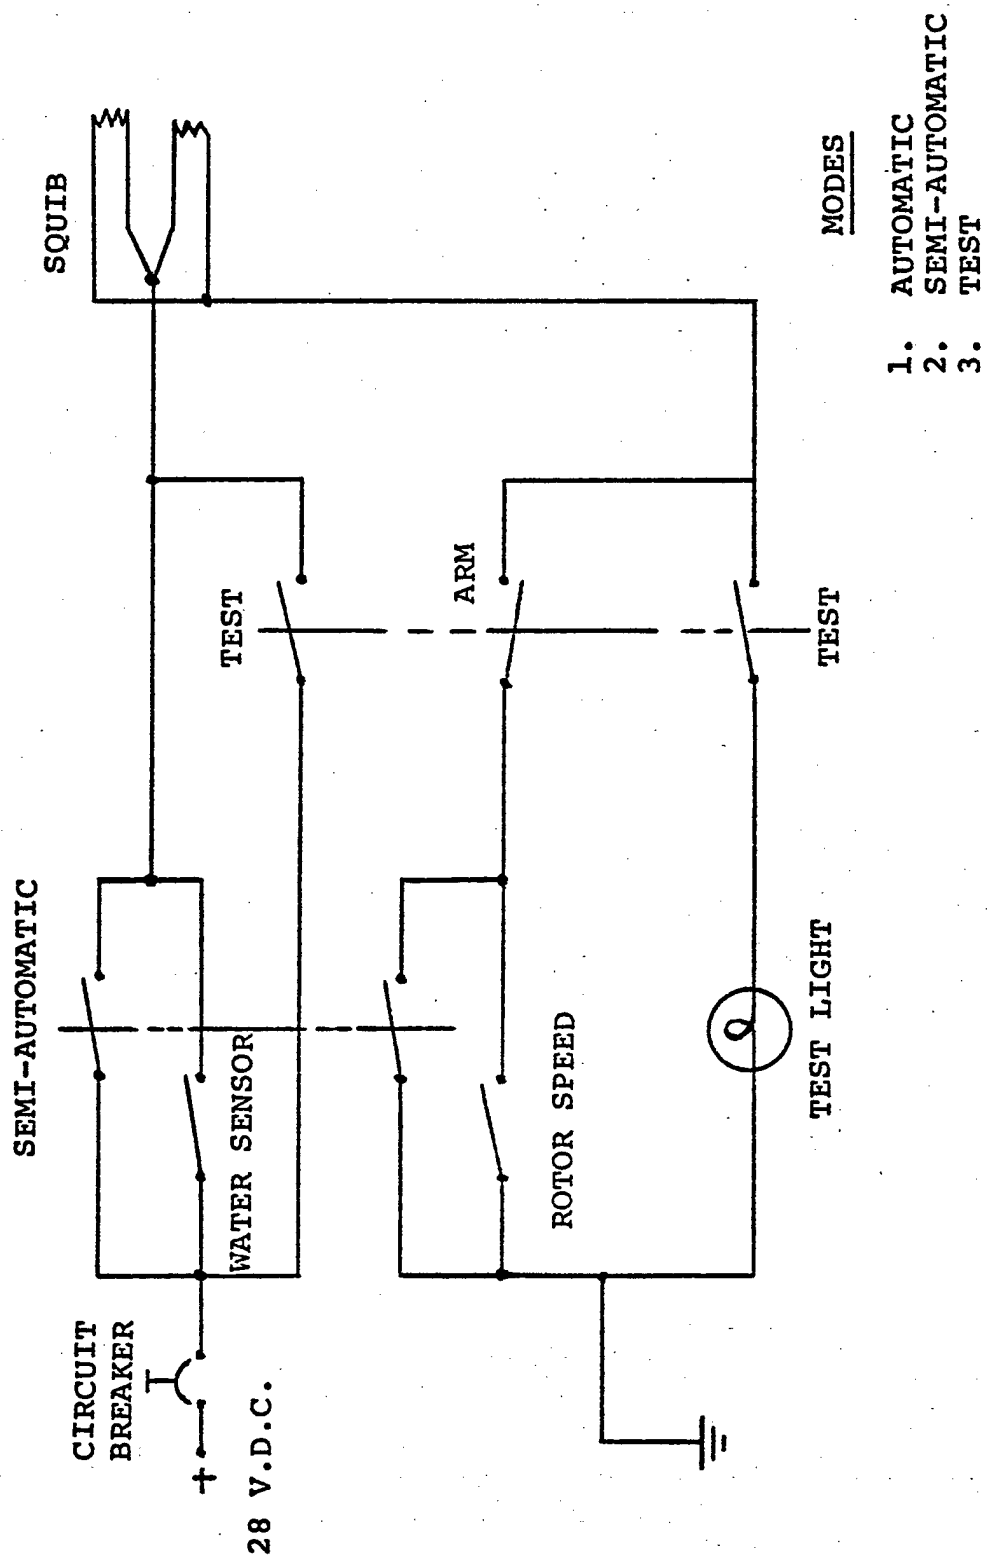 SEMI-AUTOMATIC
SQUIB
CIRCUIT
BREAKER
+
28 V.D.C.
WATER SENSOR
TEST
ARM
ROTOR SPEED
TEST LIGHT
TEST
MODES
1. AUTOMATIC
2. SEMI-AUTOMATIC
3. TEST